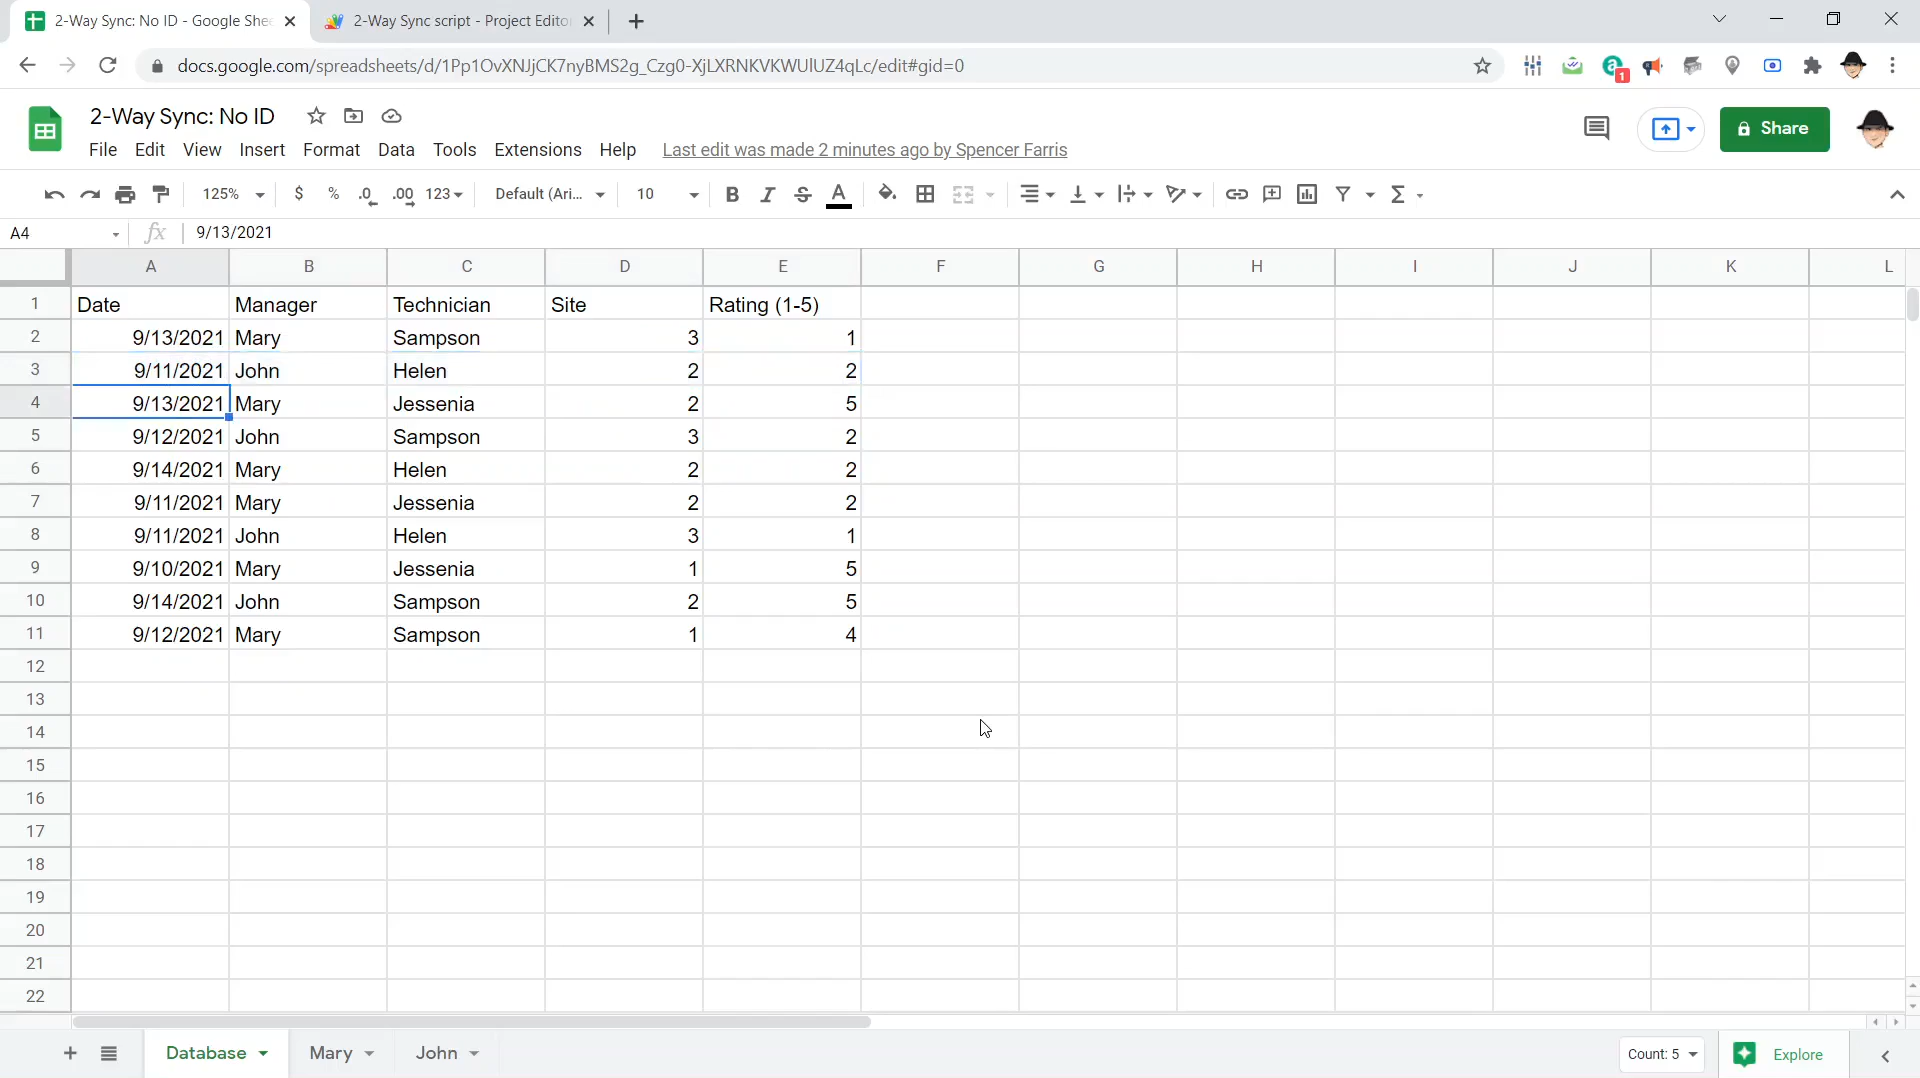 2-Way Sync: No ID - Google She
2-Way Sync script - Project Edito
docs.google.com/spreadsheets/d/1Pp1OvXNJjCK7nyBMS2g_Czg0-XjLXRNKVKWUlUZ4qLc/edit#gid=0
1
2-Way Sync: No ID
Share
File Edit View Insert Format Data Tools Extensions Help Last edit was made 2 minutes ago by Spencer Farris
125% $ % .0 .00 123 Default (Ari... 10 B I S A Σ
A4 fx 9/13/2021
A B C D E F G H I J K L
1 Date Manager Technician Site Rating (1-5)
2 9/13/2021 Mary Sampson 3 1
3 9/11/2021 John Helen 2 2
4 9/13/2021 Mary Jessenia 2 5
5 9/12/2021 John Sampson 3 2
6 9/14/2021 Mary Helen 2 2
7 9/11/2021 Mary Jessenia 2 2
8 9/11/2021 John Helen 3 1
9 9/10/2021 Mary Jessenia 1 5
10 9/14/2021 John Sampson 2 5
11 9/12/2021 Mary Sampson 1 4
12
13
14
15
16
17
18
19
20
21
22
Database Mary John Count: 5 Explore